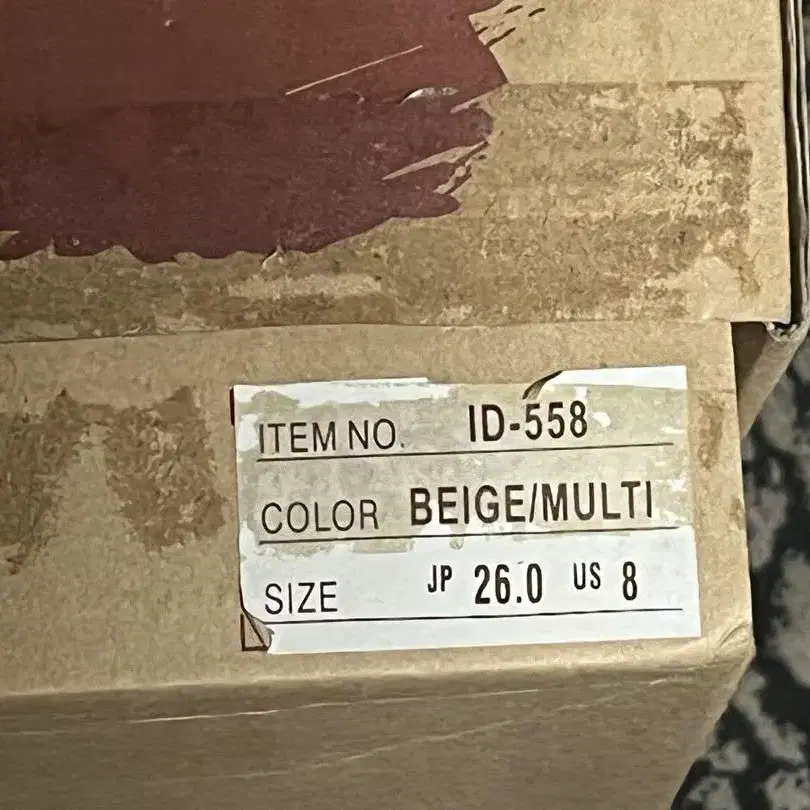 ITEM NO. ID-558
COLOR BEIGE/MULTI
SIZE JP 26.0 US 8